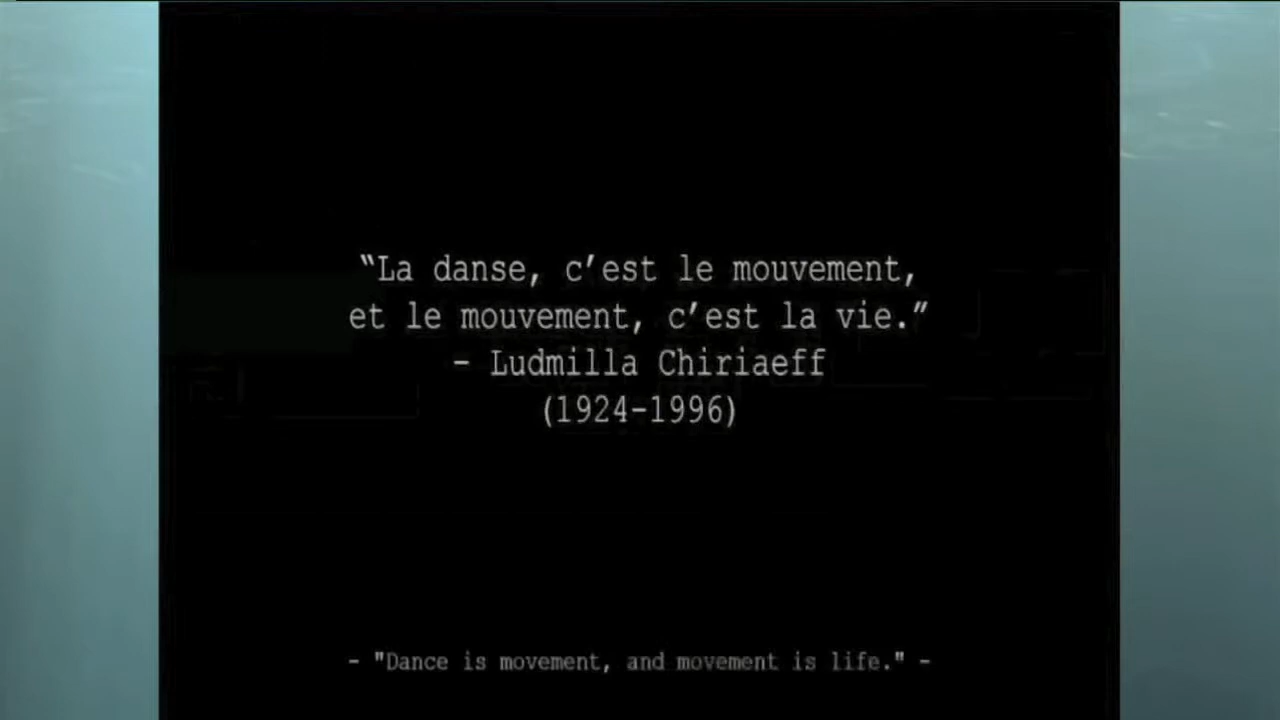 “La danse, c’est le mouvement,
et le mouvement, c’est la vie.”
- Ludmilla Chiriaeff
(1924-1996)
- "Dance is movement, and movement is life." -